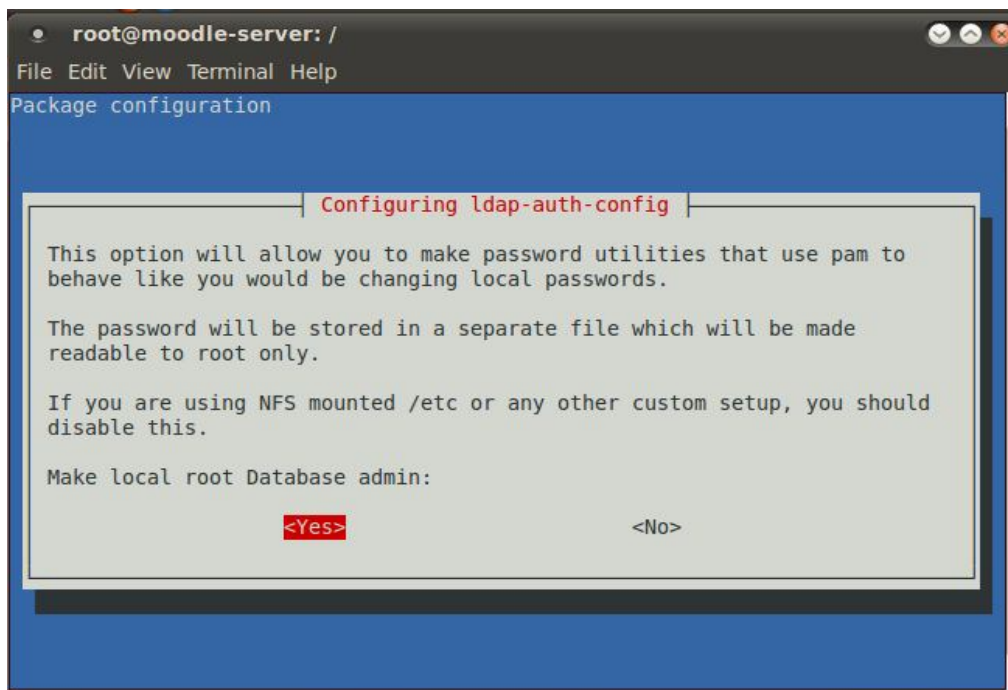 root@moodle-server: /
File Edit View Terminal Help
Package configuration
Configuring ldap-auth-config
This option will allow you to make password utilities that use pam to
behave like you would be changing local passwords.
The password will be stored in a separate file which will be made
readable to root only.
If you are using NFS mounted /etc or any other custom setup, you should
disable this.
Make local root Database admin:
<Yes> <No>